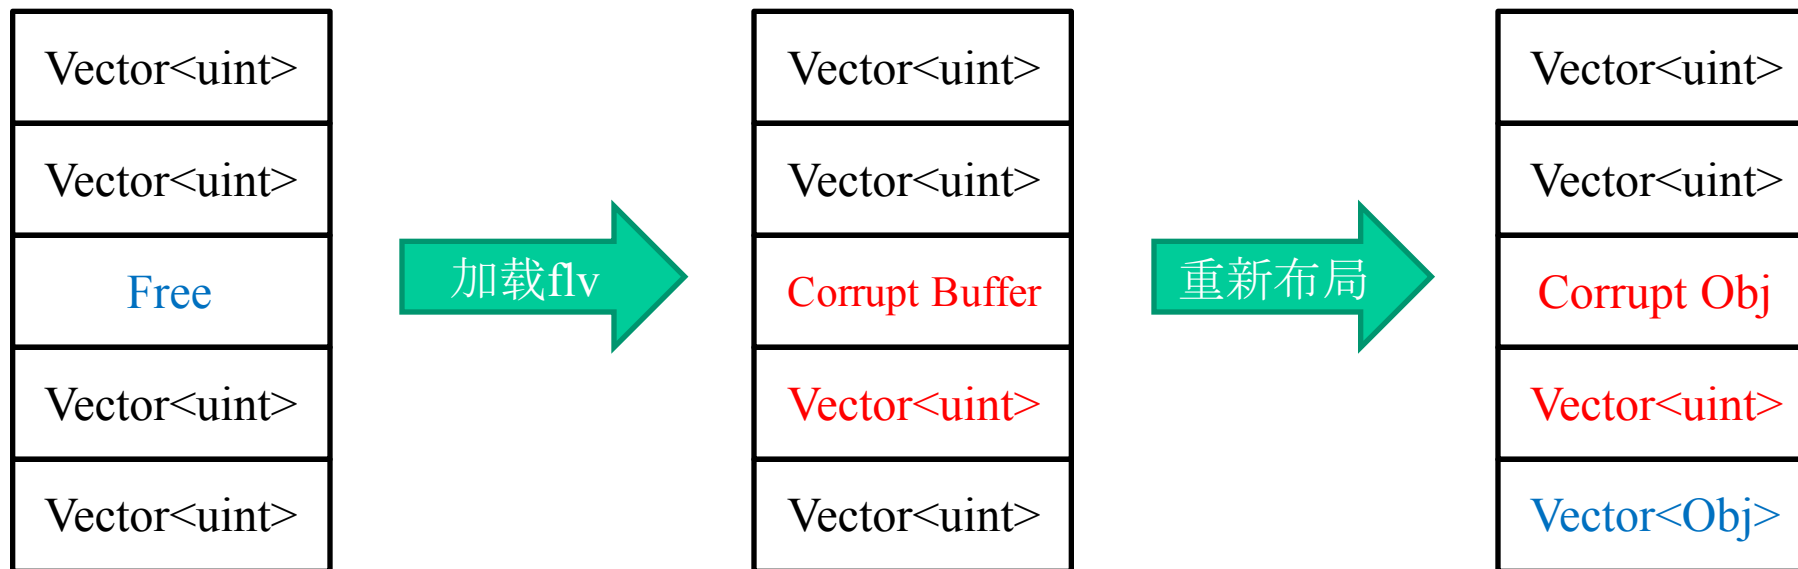 Vector<uint>
Vector<uint>
Free
Vector<uint>
Vector<uint>
加载flv
Vector<uint>
Vector<uint>
Corrupt Buffer
Vector<uint>
Vector<uint>
重新布局
Vector<uint>
Vector<uint>
Corrupt Obj
Vector<uint>
Vector<Obj>